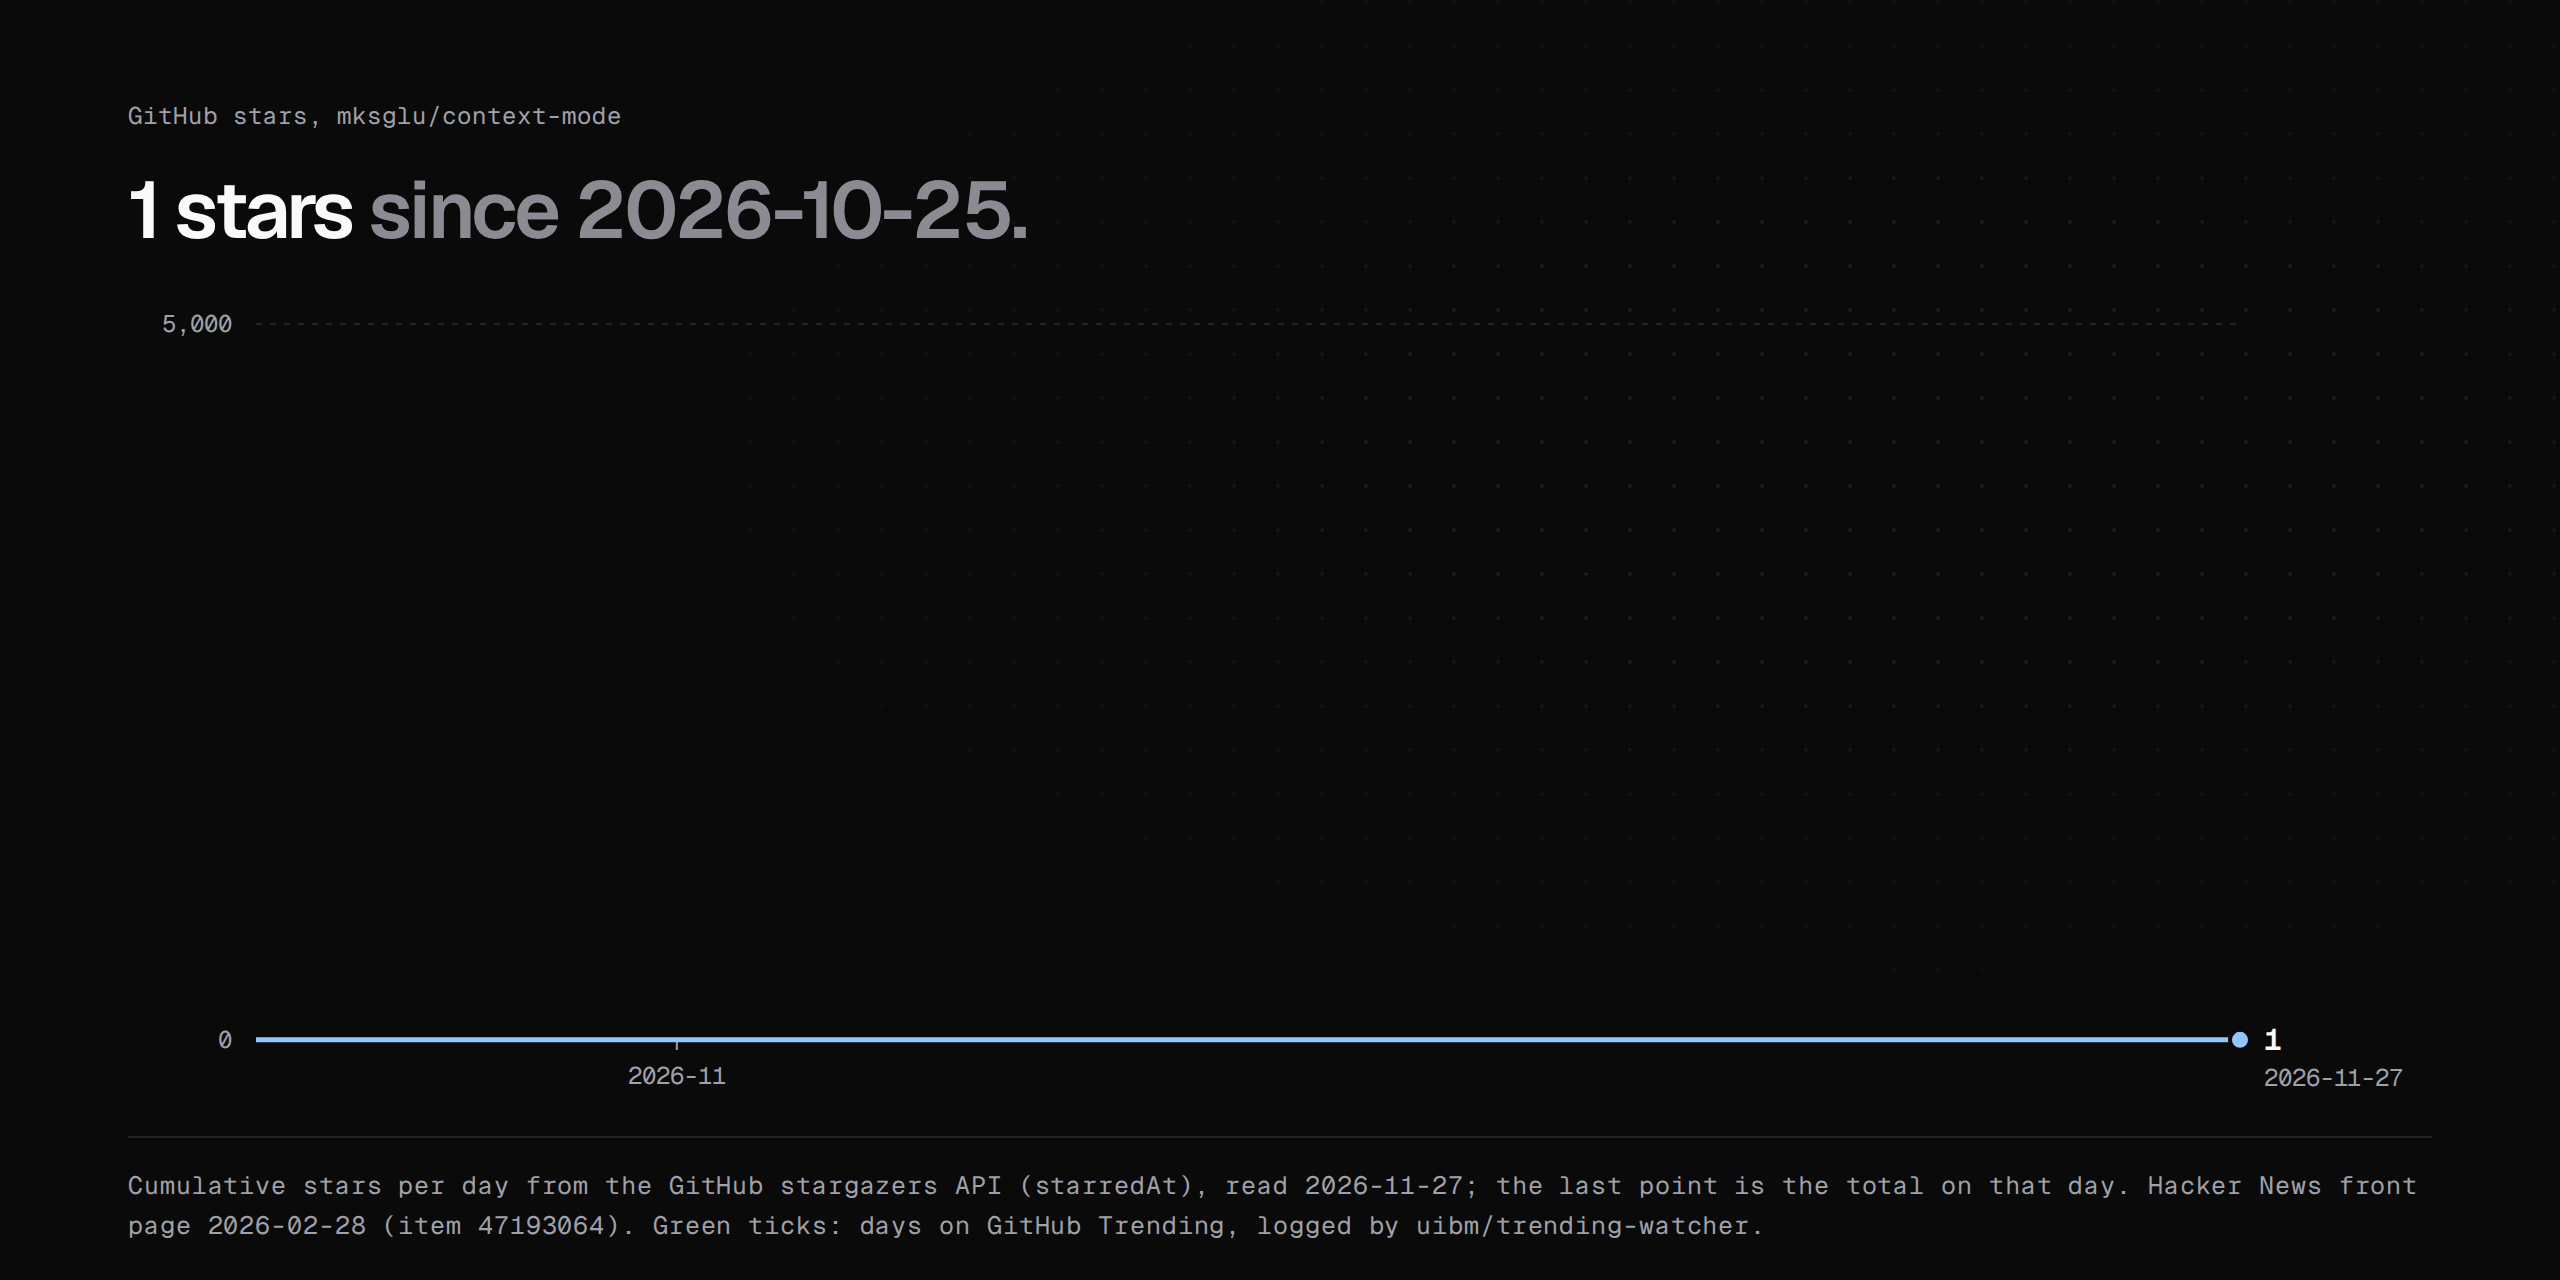 GitHub stars, mksglu/context-mode
1 stars since 2026-10-25.
5,000
0
1
2026-11
2026-11-27
Cumulative stars per day from the GitHub stargazers API (starredAt), read 2026-11-27; the last point is the total on that day. Hacker News front
page 2026-02-28 (item 47193064). Green ticks: days on GitHub Trending, logged by uibm/trending-watcher.